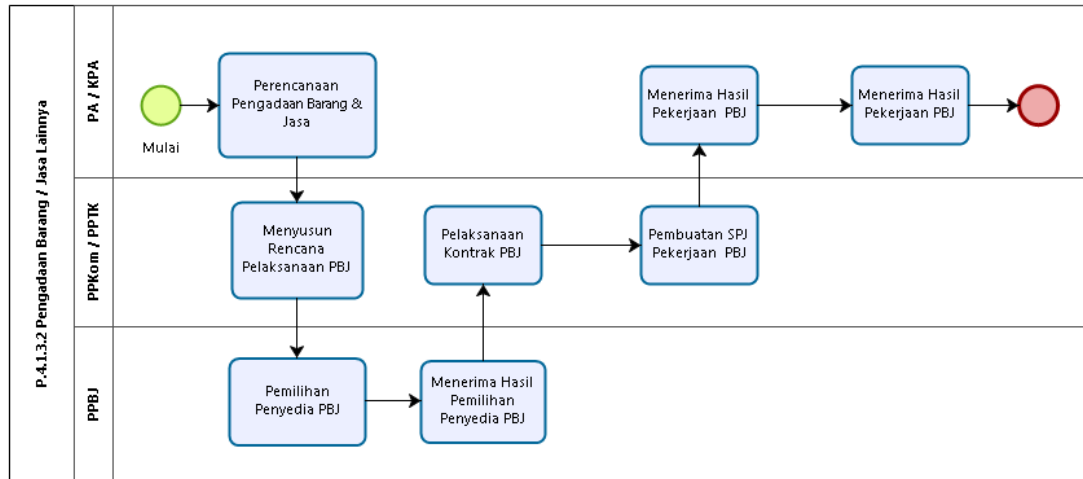 P.4.1.3.2 Pengadaan Barang / Jasa Lainnya
PA / KPA
Mulai
Perencanaan
Pengadaan Barang &
Jasa
Menerima Hasil
Pekerjaan PBJ
Menerima Hasil
Pekerjaan PBJ
PPKom / PPTK
Menyusun
Rencana
Pelaksanaan PBJ
Pelaksanaan
Kontrak PBJ
Pembuatan SPJ
Pekerjaan PBJ
PPBJ
Pemilihan
Penyedia PBJ
Menerima Hasil
Pemilihan
Penyedia PBJ